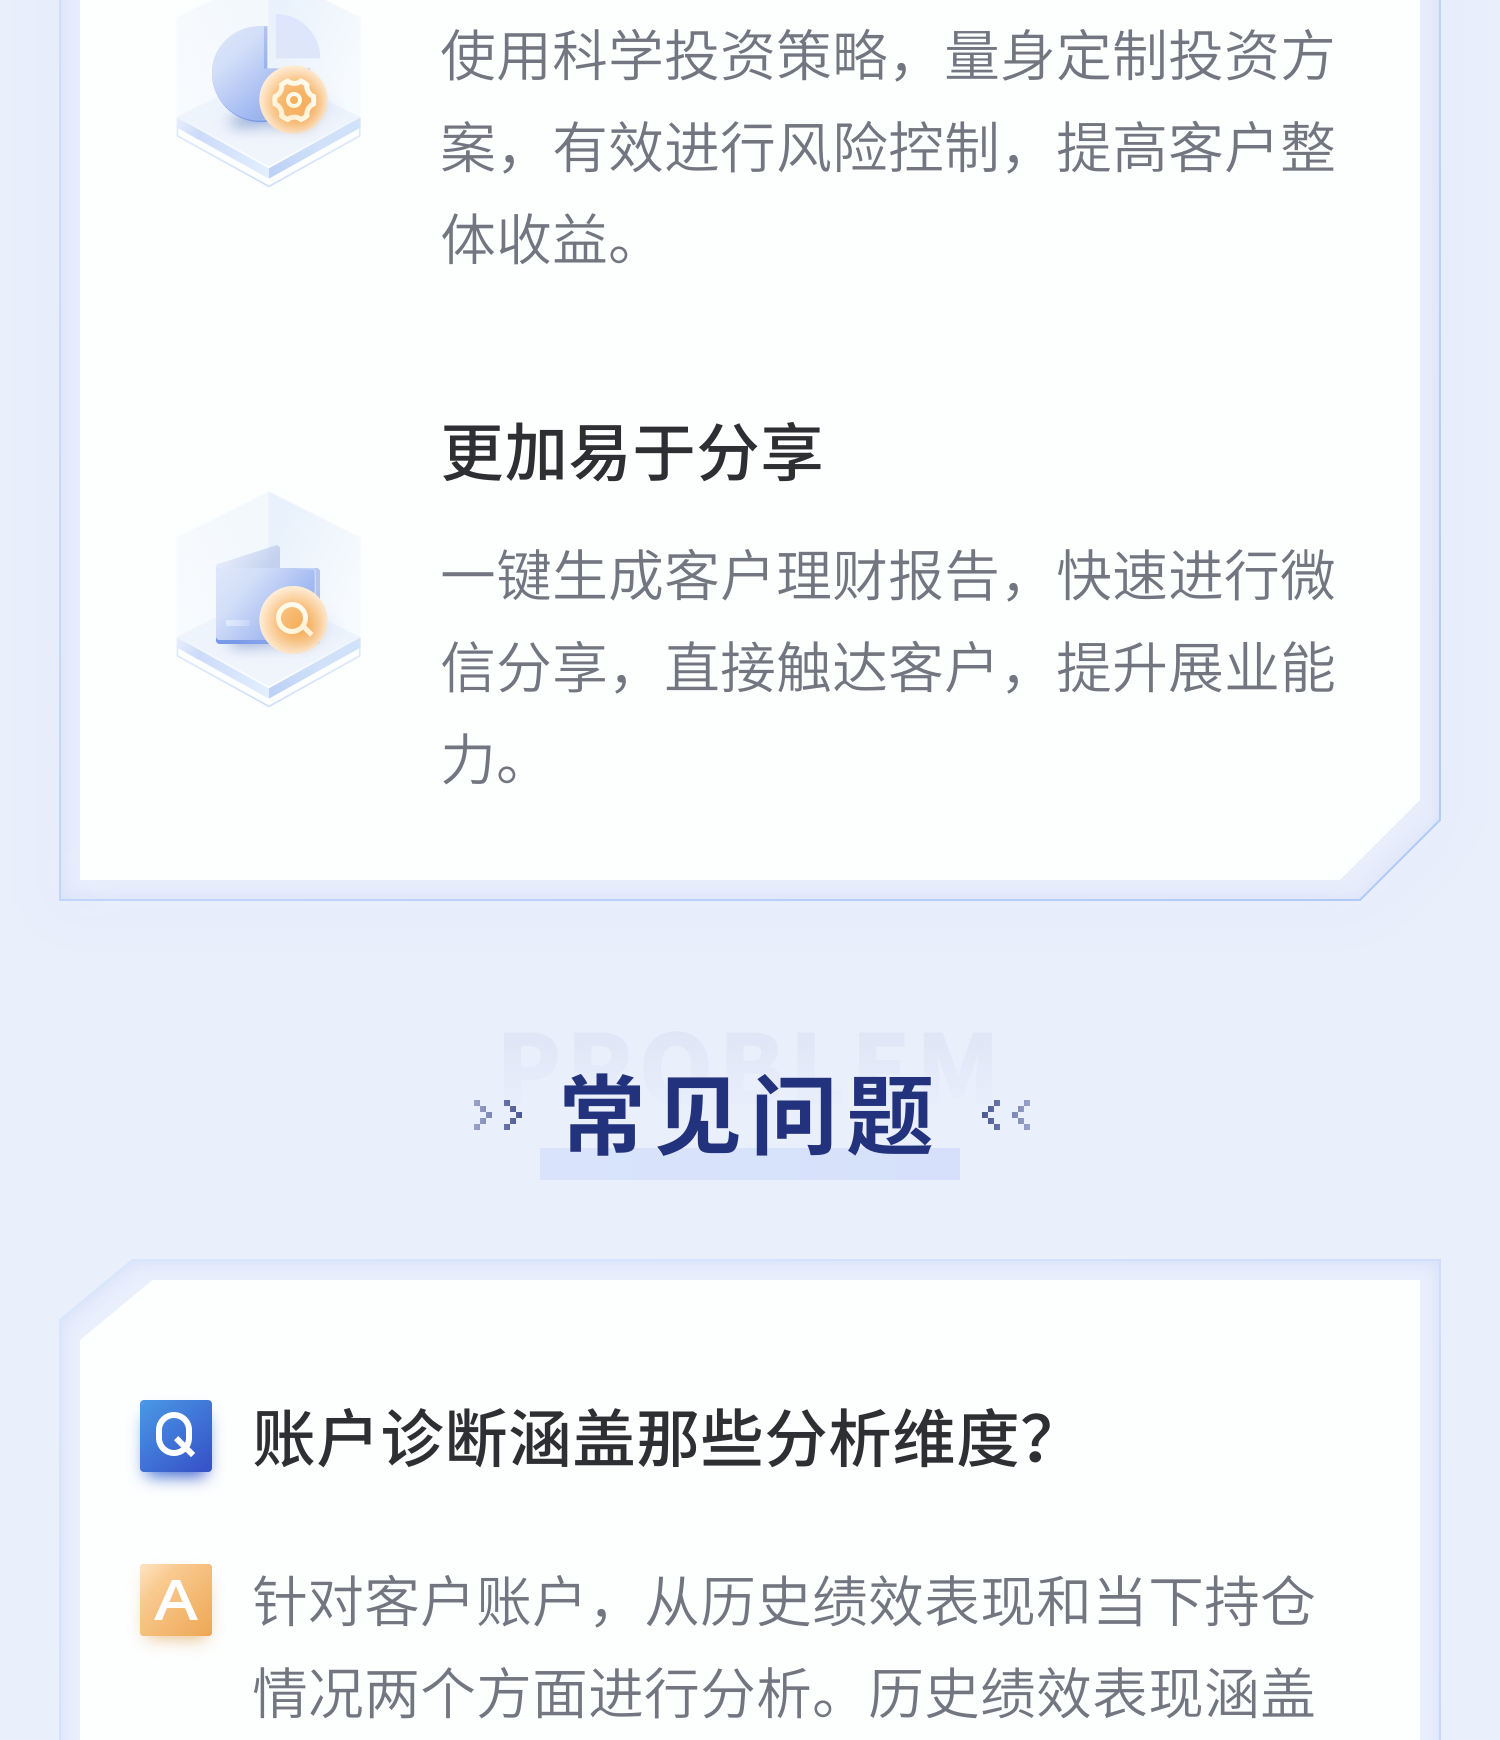 使用科学投资策略，量身定制投资方
案，有效进行风险控制，提高客户整
体收益。
更加易于分享
一键生成客户理财报告，快速进行微
信分享，直接触达客户，提升展业能
力。
PROBLEM
常见问题
Q 账户诊断涵盖那些分析维度?
A 针对客户账户，从历史绩效表现和当下持仓
情况两个方面进行分析。历史绩效表现涵盖